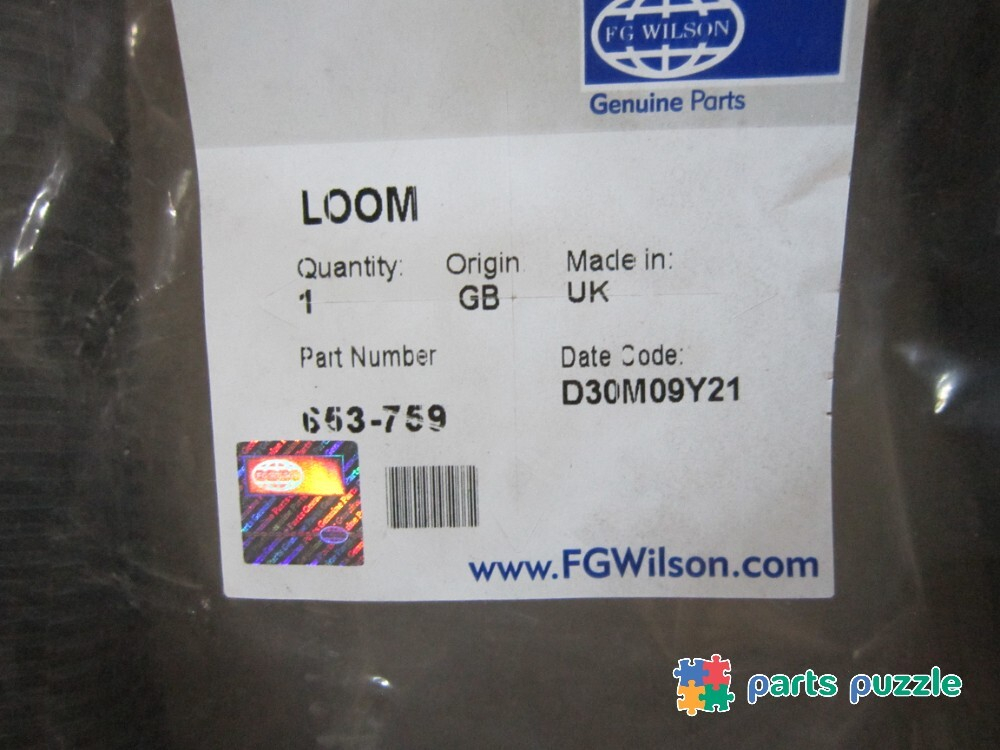 FG WILSON
Genuine Parts
LOOM
Quantity: Origin Made in:
1 GB UK
Part Number Date Code:
653-759 D30M09Y21
www.FGWilson.com
parts puzzle